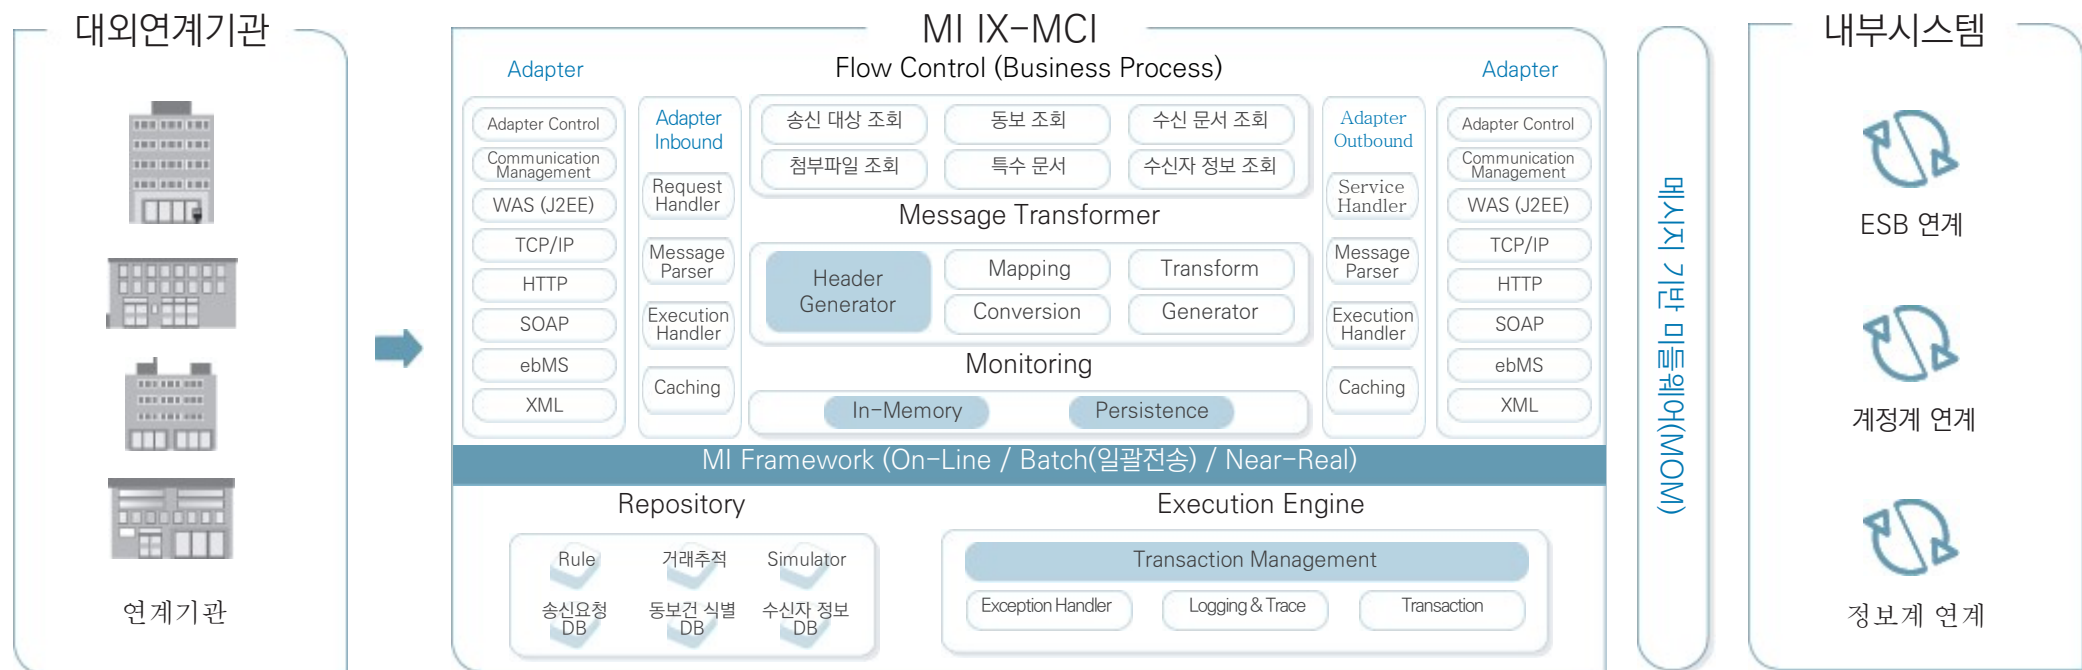 대외연계기관
연계기관
MI IX-MCI
Adapter
Adapter Control
Communication
Management
WAS (J2EE)
TCP/IP
HTTP
SOAP
ebMS
XML
Adapter
Inbound
Request
Handler
Message
Parser
Execution
Handler
Caching
Flow Control (Business Process)
송신 대상 조회
동보 조회
수신 문서 조회
첨부파일 조회
특수 문서
수신자 정보 조회
Message Transformer
Header
Generator
Mapping
Transform
Conversion
Generator
Monitoring
In-Memory
Persistence
Adapter
Outbound
Service
Handler
Message
Parser
Execution
Handler
Caching
Adapter
Adapter Control
Communication
Management
WAS (J2EE)
TCP/IP
HTTP
SOAP
ebMS
XML
MI Framework (On-Line / Batch(일괄전송) / Near-Real)
Repository
Rule
거래추적
Simulator
송신요청
DB
동보건 식별
DB
수신자 정보
DB
Execution Engine
Transaction Management
Exception Handler
Logging & Trace
Transaction
메시지 기반 미들웨어(MOM)
내부시스템
ESB 연계
계정계 연계
정보계 연계